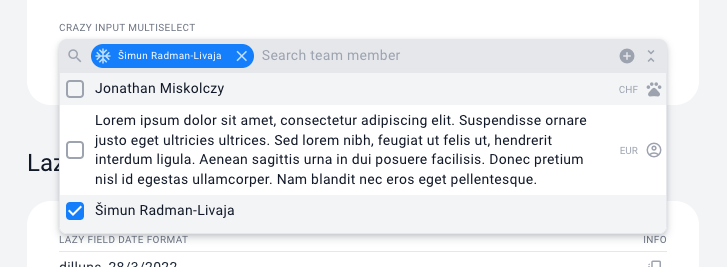 CRAZY INPUT MULTISELECT
Šimun Radman-Livaja Search team member
Jonathan Miskolczy CHF
Lorem ipsum dolor sit amet, consectetur adipiscing elit. Suspendisse ornare
justo eget ultricies ultrices. Sed lorem nibh, feugiat ut felis ut, hendrerit
interdum ligula. Aenean sagittis urna in dui posuere facilisis. Donec pretium
nisl id egestas ullamcorper. Nam blandit nec eros eget pellentesque.
EUR
Šimun Radman-Livaja
LAZY FIELD DATE FORMAT INFO
28/3/2022